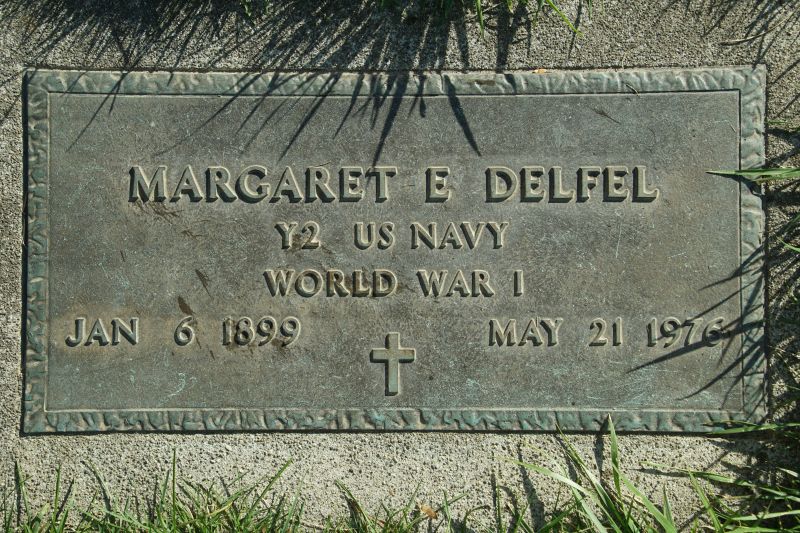 MARGARET E DELFEL
Y2 US NAVY
WORLD WAR I
JAN 6 1899 MAY 21 1976